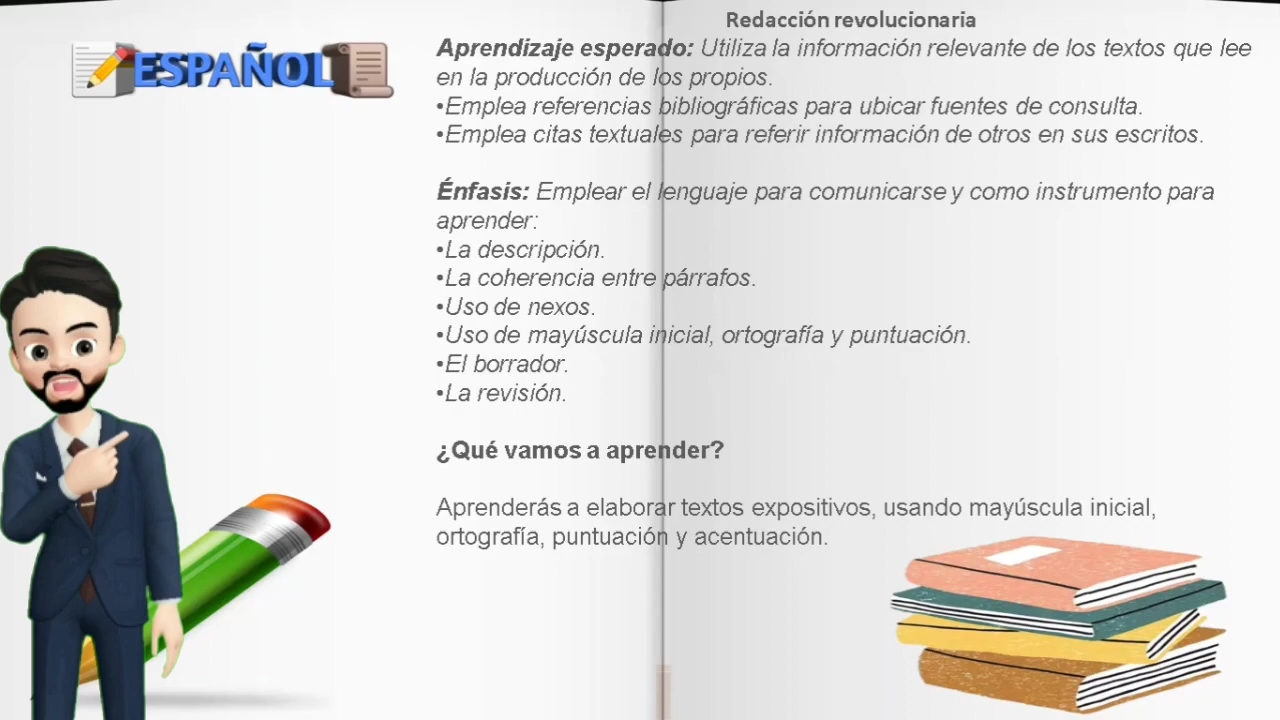 Redacción revolucionaria
ESPAÑOL
Aprendizaje esperado: Utiliza la información relevante de los textos que lee
en la producción de los propios.
•Emplea referencias bibliográficas para ubicar fuentes de consulta.
•Emplea citas textuales para referir información de otros en sus escritos.
Énfasis: Emplear el lenguaje para comunicarse y como instrumento para
aprender:
•La descripción.
•La coherencia entre párrafos.
•Uso de nexos.
•Uso de mayúscula inicial, ortografía y puntuación.
•El borrador.
•La revisión.
¿Qué vamos a aprender?
Aprenderás a elaborar textos expositivos, usando mayúscula inicial,
ortografía, puntuación y acentuación.